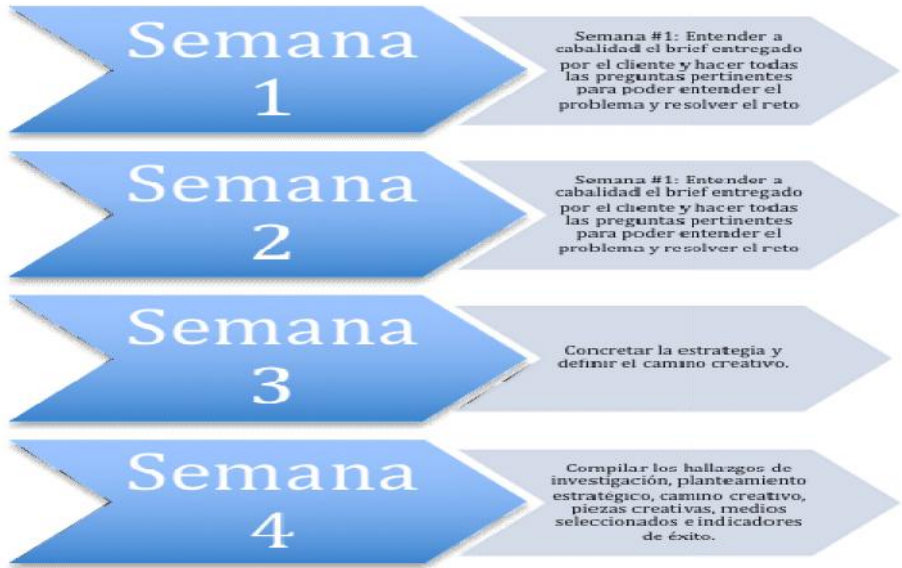 Semana
1
Semana #1: Entender a
cabalidad el brief entregado
por el cliente y hacer todas
las preguntas pertinentes
para poder entender el
problema y resolver el reto
Semana
2
Semana #1: Entender a
cabalidad el brief entregado
por el cliente y hacer todas
las preguntas pertinentes
para poder entender el
problema y resolver el reto
Semana
3
Concretar la estrategia y
definir el camino creativo.
Semana
4
Compilar los hallazgos de
investigación, planteamiento
estratégico, camino creativo,
piezas creativas, medios
seleccionados e indicadores
de éxito.